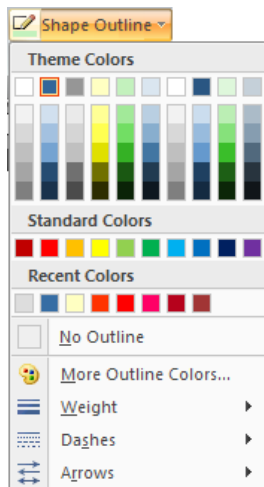 Shape Outline
Theme Colors
Standard Colors
Recent Colors
No Outline
More Outline Colors...
Weight
Dashes
Arrows